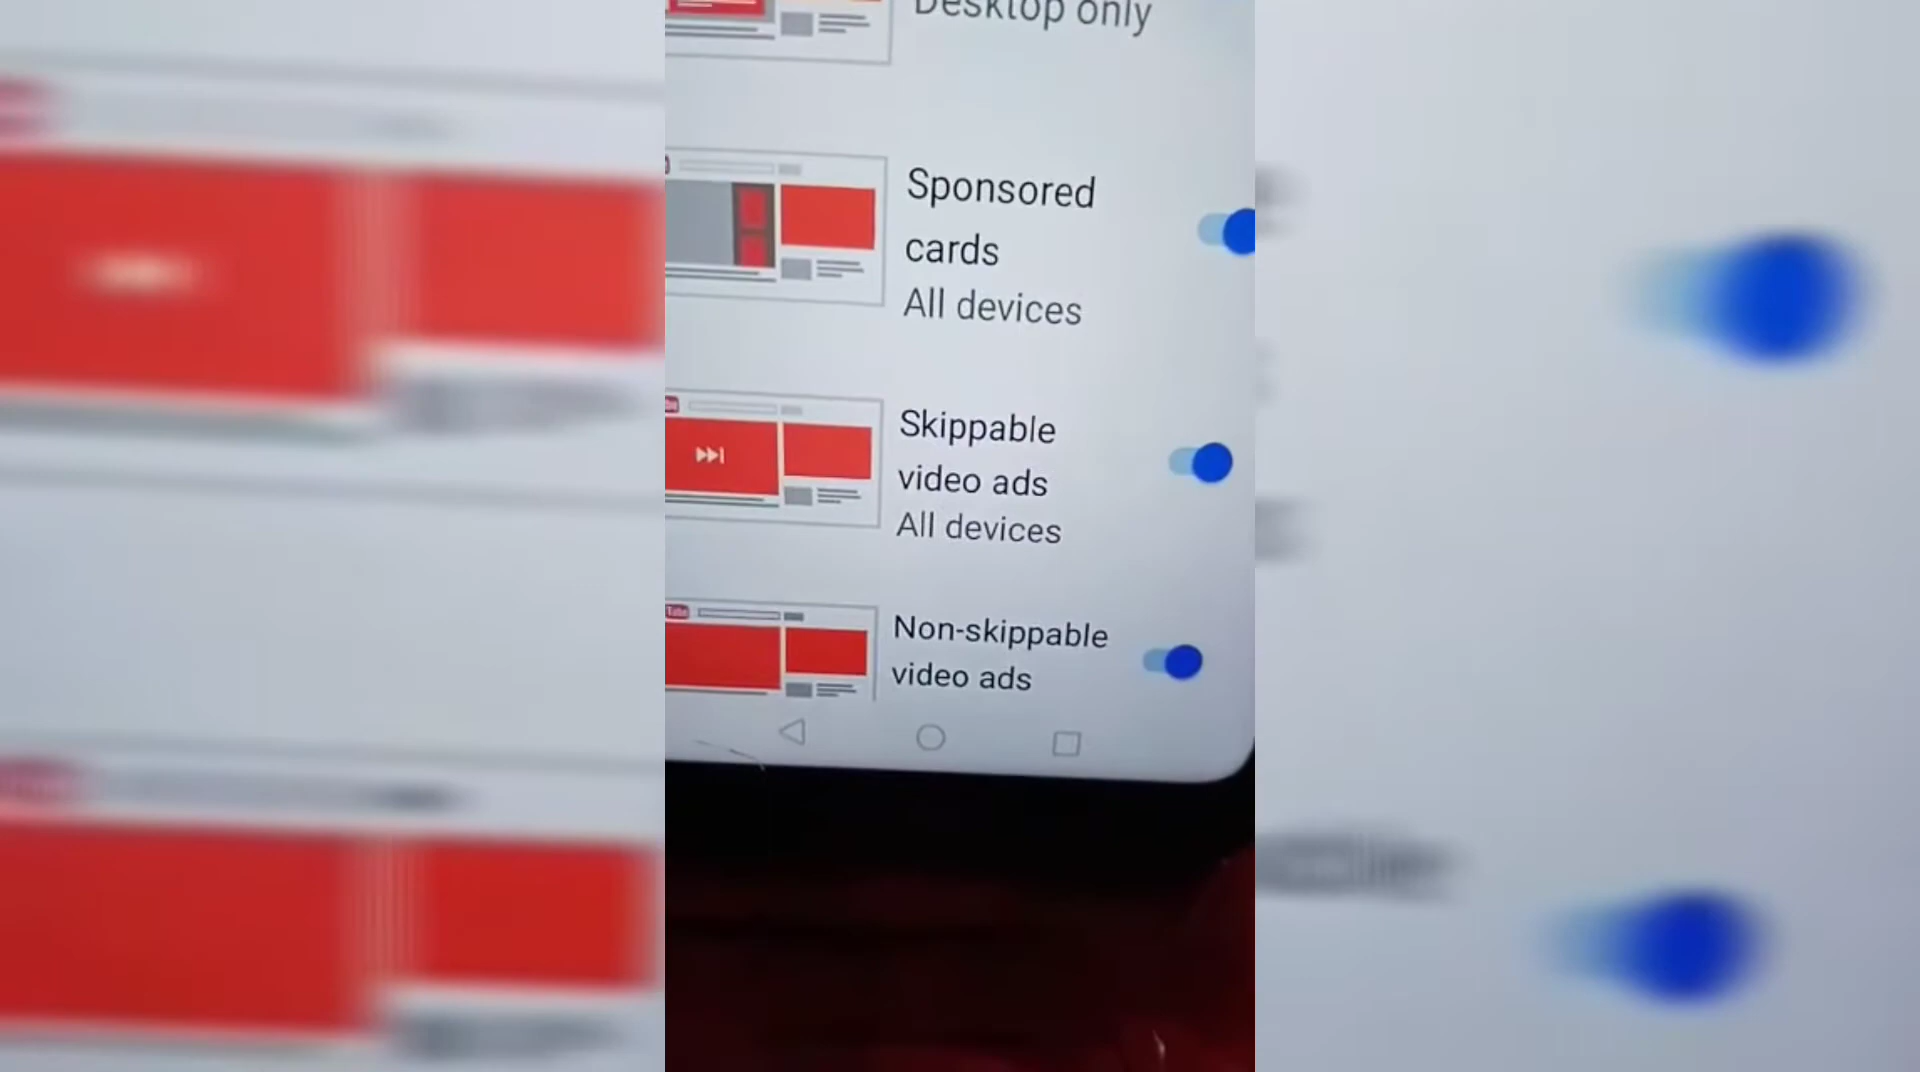 Desktop only
Sponsored
cards
All devices
Skippable
video ads
All devices
Non-skippable
video ads